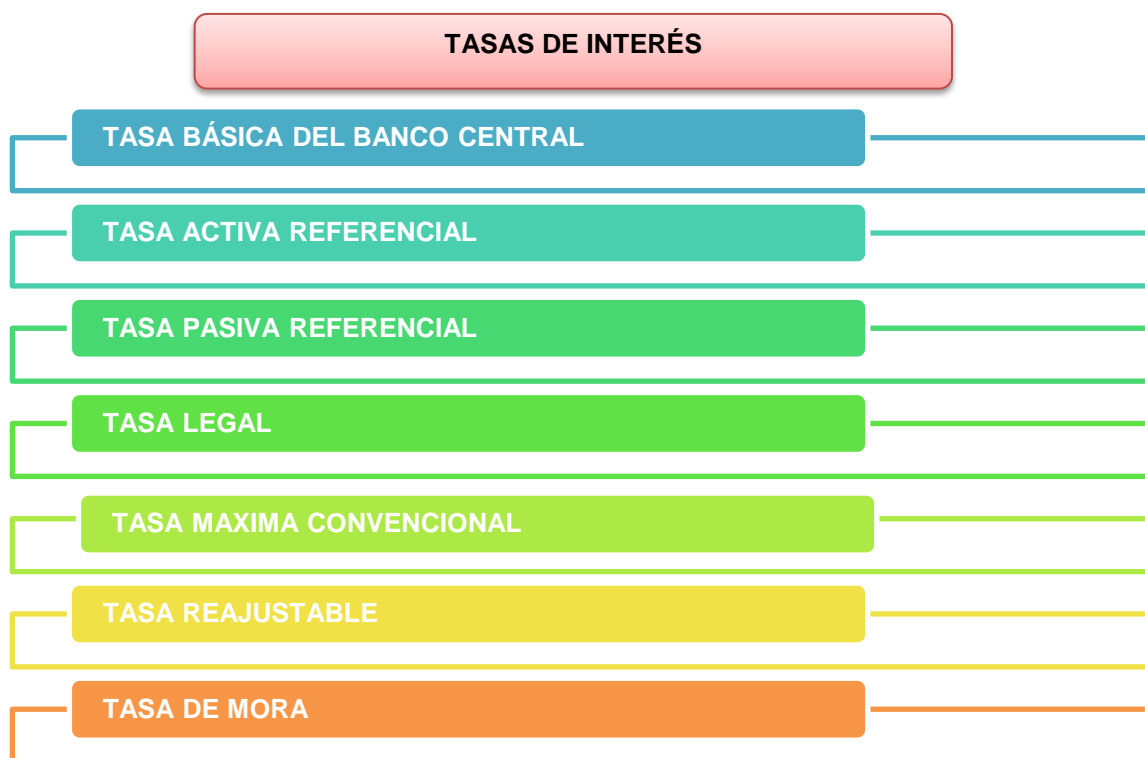 TASAS DE INTERÉS
TASA BÁSICA DEL BANCO CENTRAL
TASA ACTIVA REFERENCIAL
TASA PASIVA REFERENCIAL
TASA LEGAL
TASA MAXIMA CONVENCIONAL
TASA REAJUSTABLE
TASA DE MORA